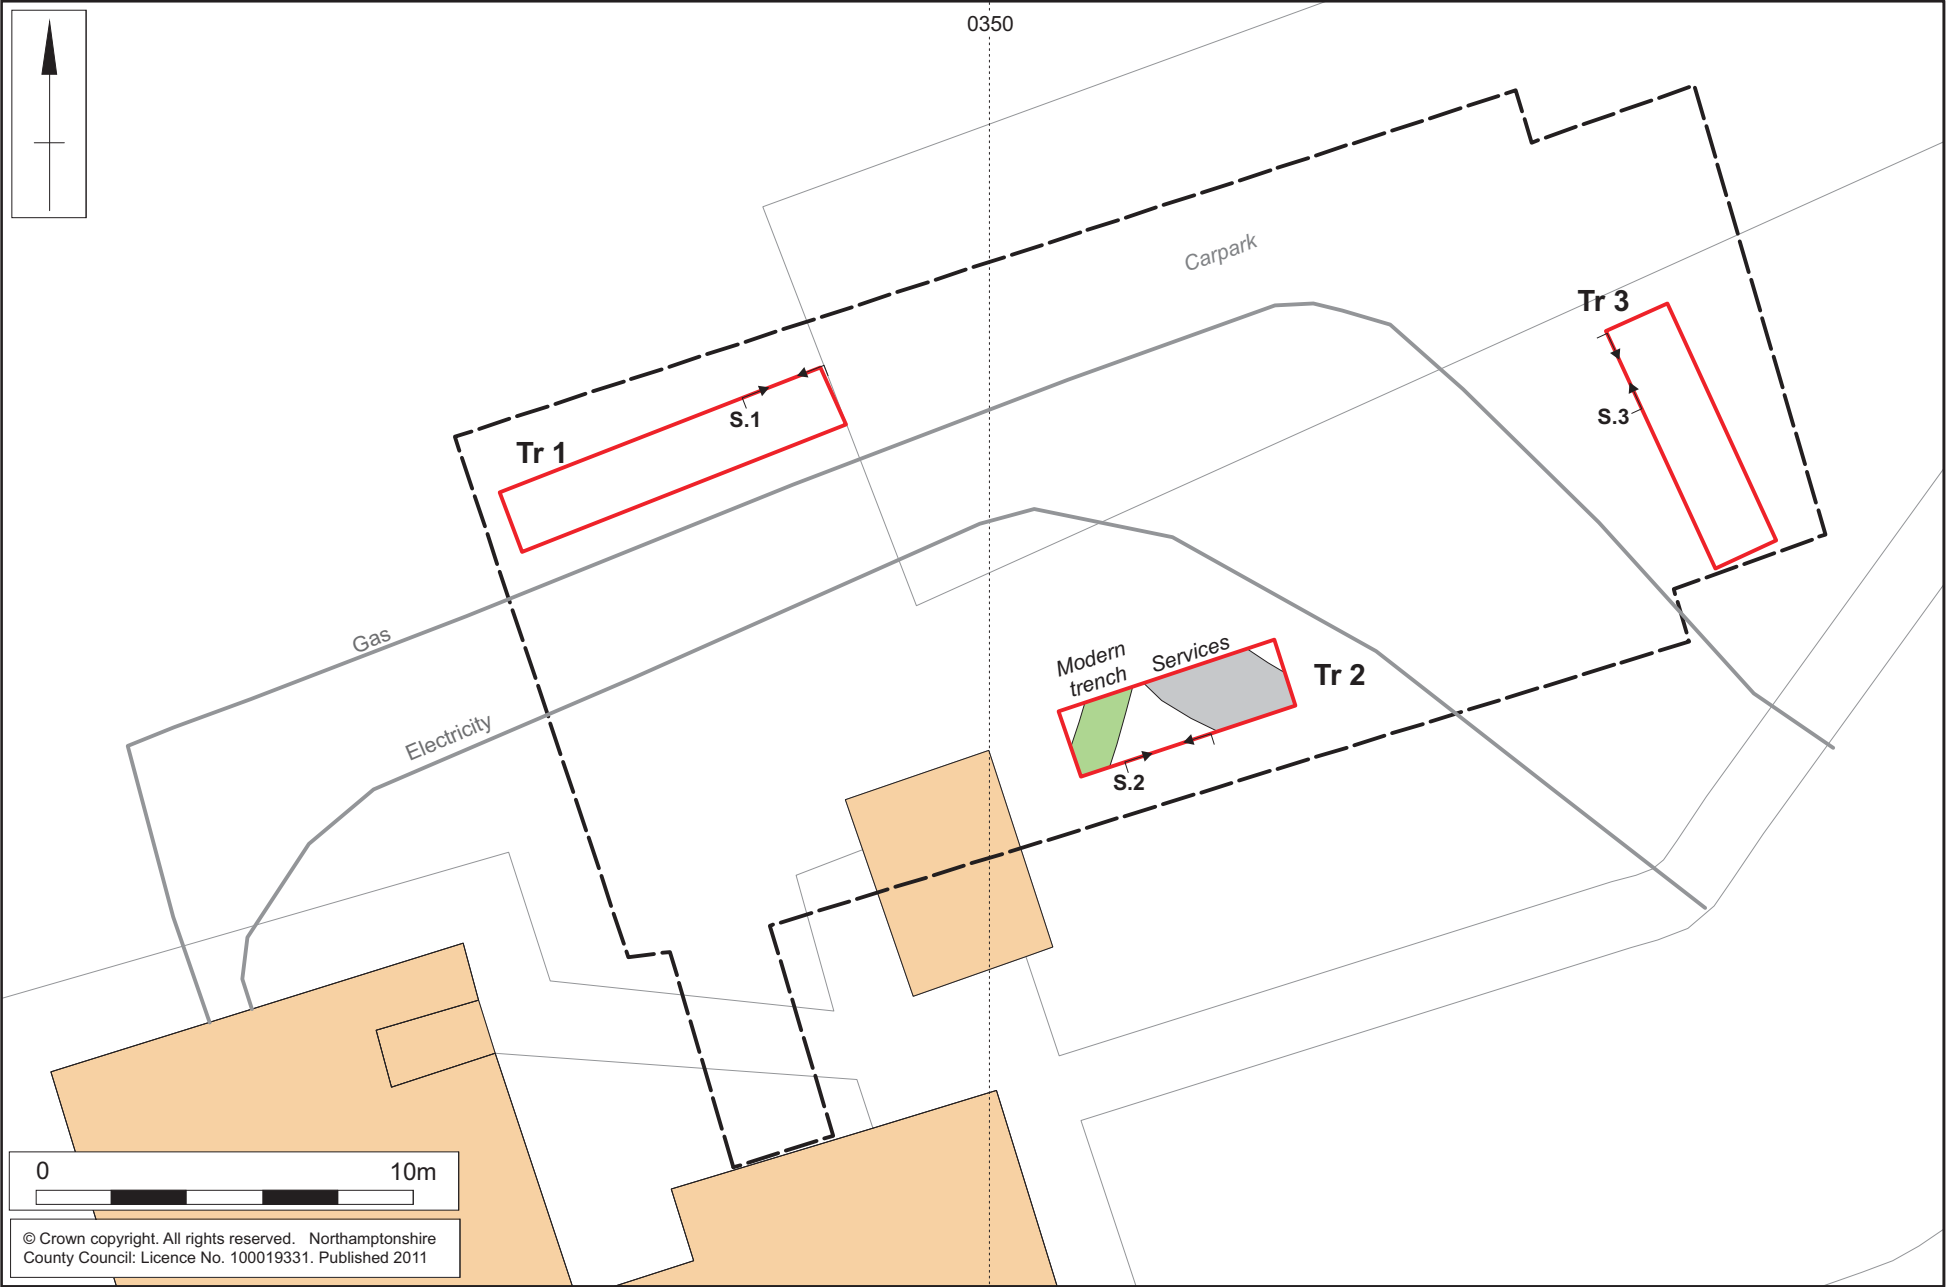 0350
Carpark
Tr 3
S.3
S.1
Tr 1
Gas
Electricity
Modern
trench
Services
Tr 2
S.2
0 10m
© Crown copyright. All rights reserved. Northamptonshire
County Council: Licence No. 100019331. Published 2011